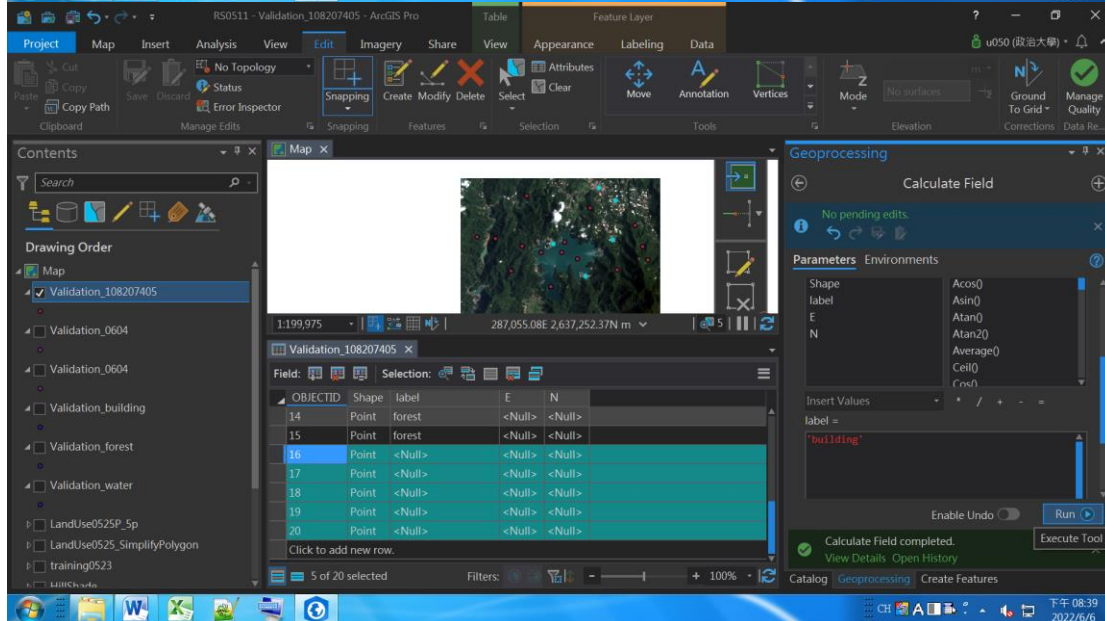 RS0511 - Validation_108207405 - ArcGIS Pro
Table
Feature Layer
?
Project Map Insert Analysis View Edit Imagery Share View Appearance Labeling Data
u050 (政治大學)
Paste
Cut
Copy
Copy Path
Clipboard
Save Discard
No Topology
Status
Error Inspector
Manage Edits
Snapping
Snapping
Create Modify Delete
Features
Select
Attributes
Clear
Selection
Move
Annotation
Vertices
Tools
Z
Mode
No surfaces
Elevation
Ground To Grid
Corrections
Manage Quality
Data Re...
Contents
Search
Drawing Order
Map
Validation_108207405
Validation_0604
Validation_0604
Validation_building
Validation_forest
Validation_water
LandUse0525P_5p
LandUse0525_SimplifyPolygon
training0523
HillShade
Map
1:199,975
287,055.08E 2,637,252.37N m
5
Validation_108207405
Field: Selection:
OBJECTID Shape label E N
14 Point forest <Null> <Null>
15 Point forest <Null> <Null>
16 Point <Null> <Null> <Null>
17 Point <Null> <Null> <Null>
18 Point <Null> <Null> <Null>
19 Point <Null> <Null> <Null>
20 Point <Null> <Null> <Null>
Click to add new row.
5 of 20 selected
Filters:
- + 100%
Geoprocessing
Calculate Field
No pending edits.
Parameters Environments
Shape
label
E
N
Acos()
Asin()
Atan()
Atan2()
Average()
Ceil()
Cos()
Insert Values * / + - =
label =
'building'
Enable Undo
Run
Execute Tool
Calculate Field completed.
View Details Open History
Catalog Geoprocessing Create Features
CH A
下午 08:39
2022/6/6